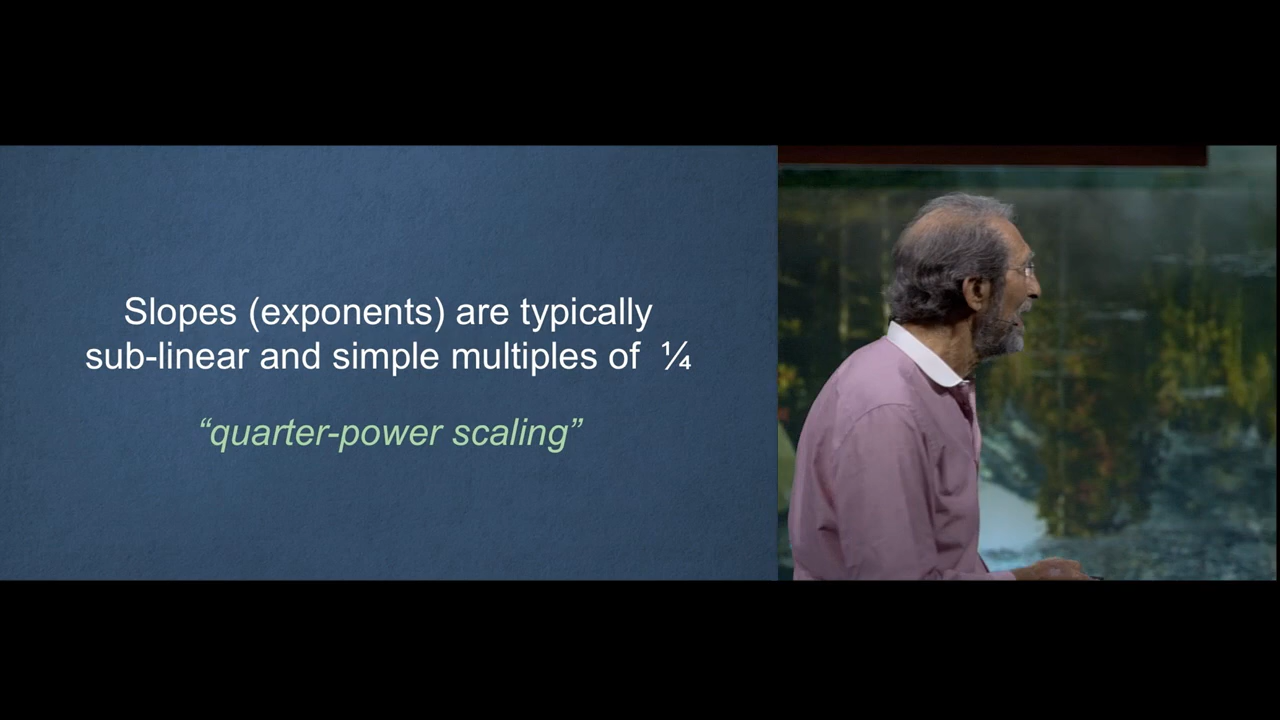 Slopes (exponents) are typically
sub-linear and simple multiples of ¼
“quarter-power scaling”